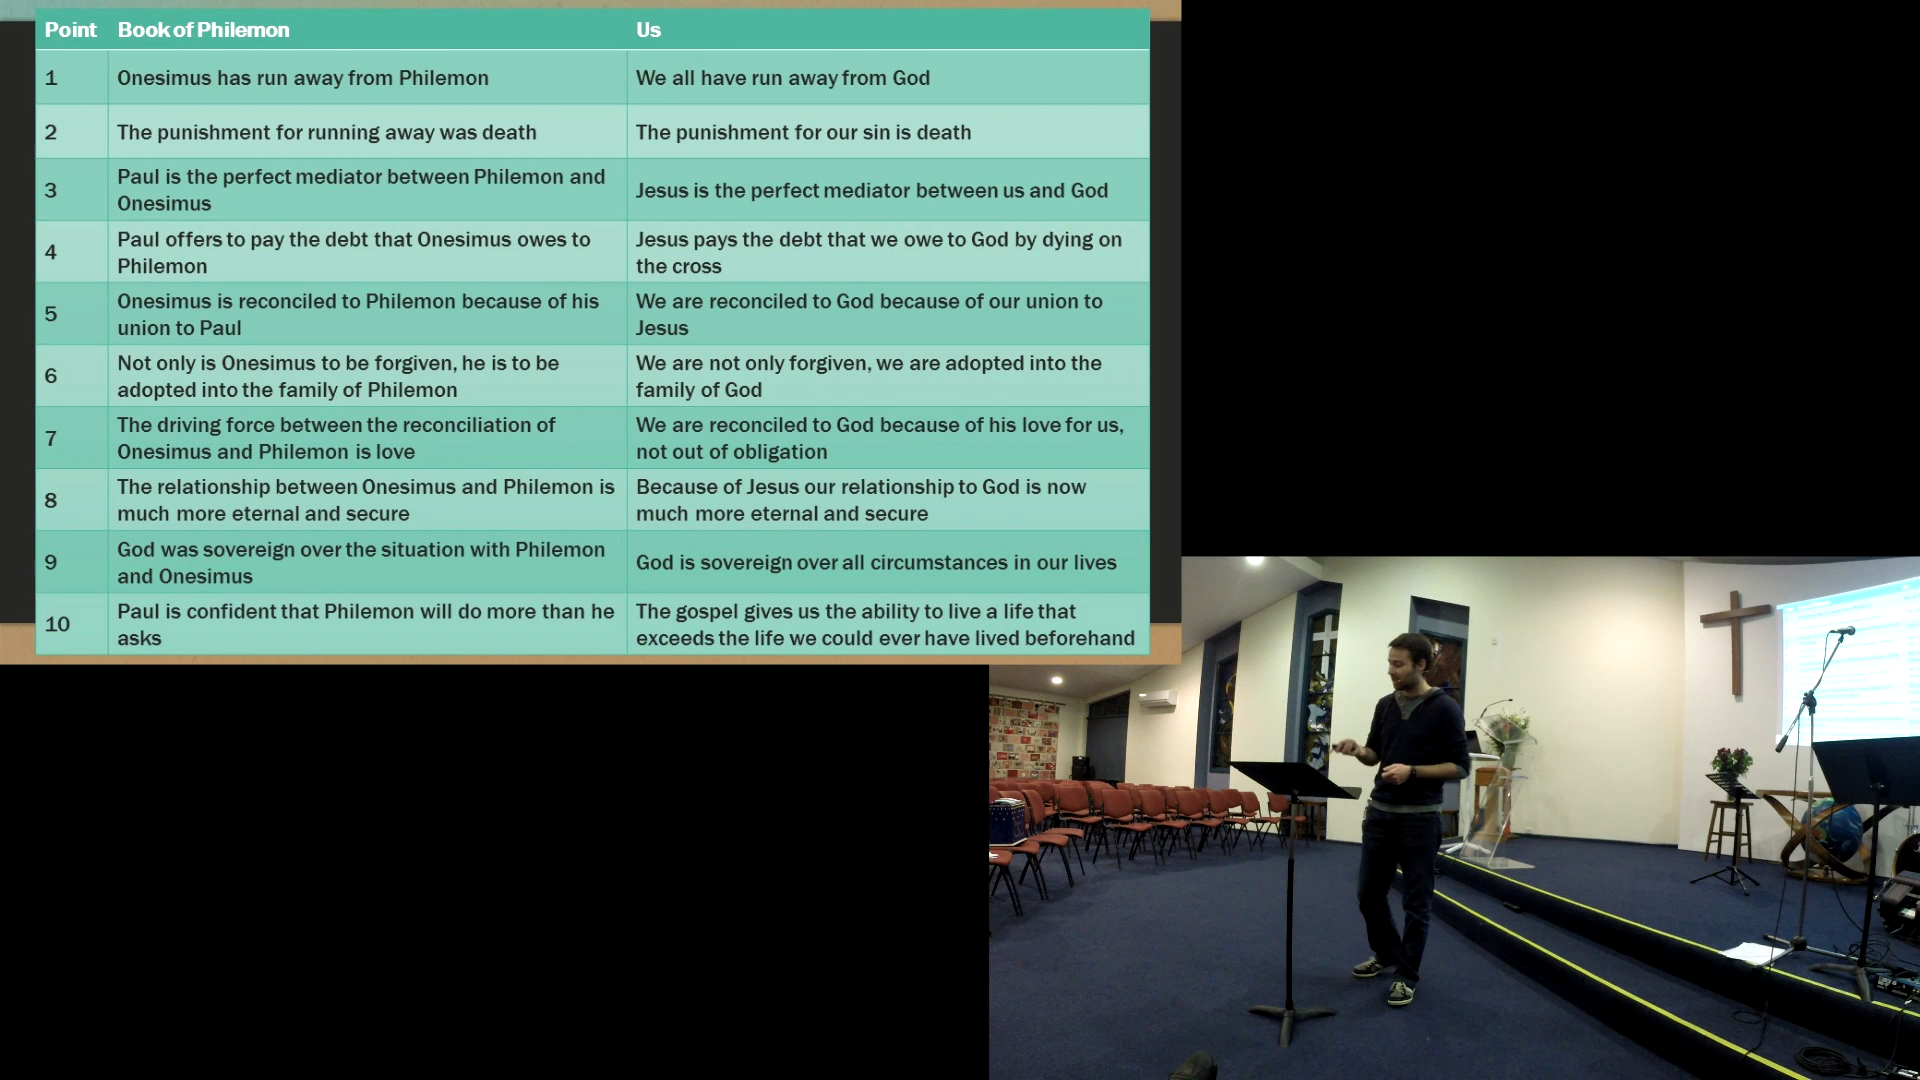 Point Book of Philemon Us
1 Onesimus has run away from Philemon We all have run away from God
2 The punishment for running away was death The punishment for our sin is death
3 Paul is the perfect mediator between Philemon and
Onesimus Jesus is the perfect mediator between us and God
4 Paul offers to pay the debt that Onesimus owes to
Philemon Jesus pays the debt that we owe to God by dying on
the cross
5 Onesimus is reconciled to Philemon because of his
union to Paul We are reconciled to God because of our union to
Jesus
6 Not only is Onesimus to be forgiven, he is to be
adopted into the family of Philemon We are not only forgiven, we are adopted into the
family of God
7 The driving force between the reconciliation of
Onesimus and Philemon is love We are reconciled to God because of his love for us,
not out of obligation
8 The relationship between Onesimus and Philemon is
much more eternal and secure Because of Jesus our relationship to God is now
much more eternal and secure
9 God was sovereign over the situation with Philemon
and Onesimus God is sovereign over all circumstances in our lives
10 Paul is confident that Philemon will do more than he
asks The gospel gives us the ability to live a life that
exceeds the life we could ever have lived beforehand